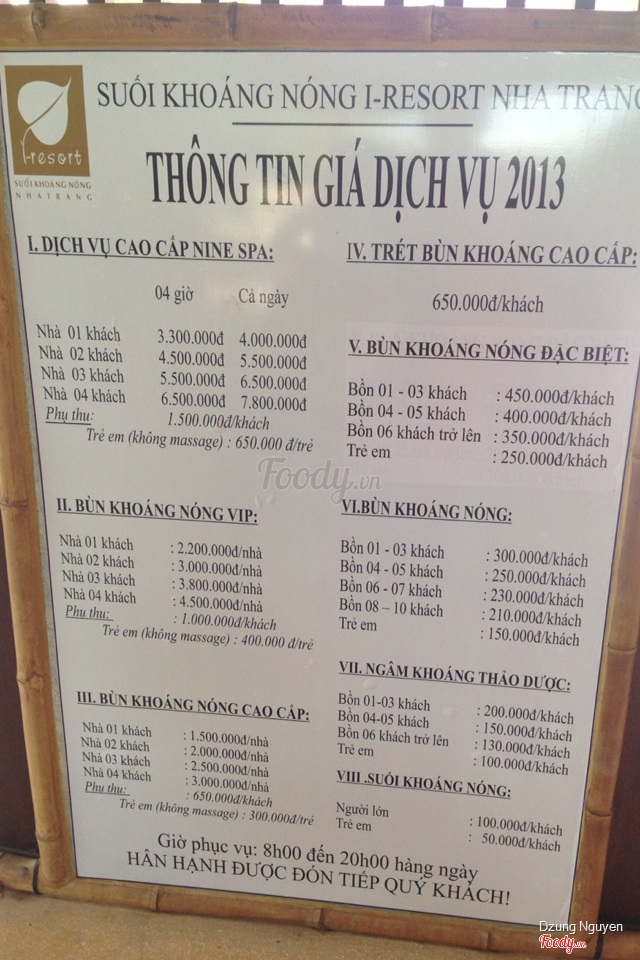 I-resort
SUỐI KHOÁNG NÓNG
NHA TRANG
SUỐI KHOÁNG NÓNG I-RESORT NHA TRANG
THÔNG TIN GIÁ DỊCH VỤ 2013
I. DỊCH VỤ CAO CẤP NINE SPA:
04 giờ Cả ngày
Nhà 01 khách 3.300.000đ 4.000.000đ
Nhà 02 khách 4.500.000đ 5.500.000đ
Nhà 03 khách 5.500.000đ 6.500.000đ
Nhà 04 khách 6.500.000đ 7.800.000đ
Phụ thu: 1.500.000đ/khách
Trẻ em (không massage) : 650.000 đ/trẻ
II. BÙN KHOÁNG NÓNG VIP:
Nhà 01 khách : 2.200.000đ/nhà
Nhà 02 khách : 3.000.000đ/nhà
Nhà 03 khách : 3.800.000đ/nhà
Nhà 04 khách : 4.500.000đ/nhà
Phụ thu: : 1.000.000đ/khách
Trẻ em (không massage) : 400.000 đ/trẻ
III. BÙN KHOÁNG NÓNG CAO CẤP:
Nhà 01 khách : 1.500.000đ/nhà
Nhà 02 khách : 2.000.000đ/nhà
Nhà 03 khách : 2.500.000đ/nhà
Nhà 04 khách : 3.000.000đ/nhà
Phụ thu: : 650.000đ/khách
Trẻ em (không massage) : 300.000đ/trẻ
IV. TRÉT BÙN KHOÁNG CAO CẤP:
650.000đ/khách
V. BÙN KHOÁNG NÓNG ĐẶC BIỆT:
Bồn 01 - 03 khách : 450.000đ/khách
Bồn 04 - 05 khách : 400.000đ/khách
Bồn 06 khách trở lên : 350.000đ/khách
Trẻ em : 250.000đ/khách
VI.BÙN KHOÁNG NÓNG:
Bồn 01 - 03 khách : 300.000đ/khách
Bồn 04 - 05 khách : 250.000đ/khách
Bồn 06 - 07 khách : 230.000đ/khách
Bồn 08 – 10 khách : 210.000đ/khách
Trẻ em : 150.000đ/khách
VII. NGÂM KHOÁNG THẢO DƯỢC:
Bồn 01-03 khách : 200.000đ/khách
Bồn 04-05 khách : 150.000đ/khách
Bồn 06 khách trở lên : 130.000đ/khách
Trẻ em : 100.000đ/khách
VIII .SUỐI KHOÁNG NÓNG:
Người lớn : 100.000đ/khách
Trẻ em : 50.000đ/khách
Giờ phục vụ: 8h00 đến 20h00 hàng ngày
HÂN HẠNH ĐƯỢC ĐÓN TIẾP QUÝ KHÁCH!
Foody.vn
Dzung Nguyen
Foody.vn